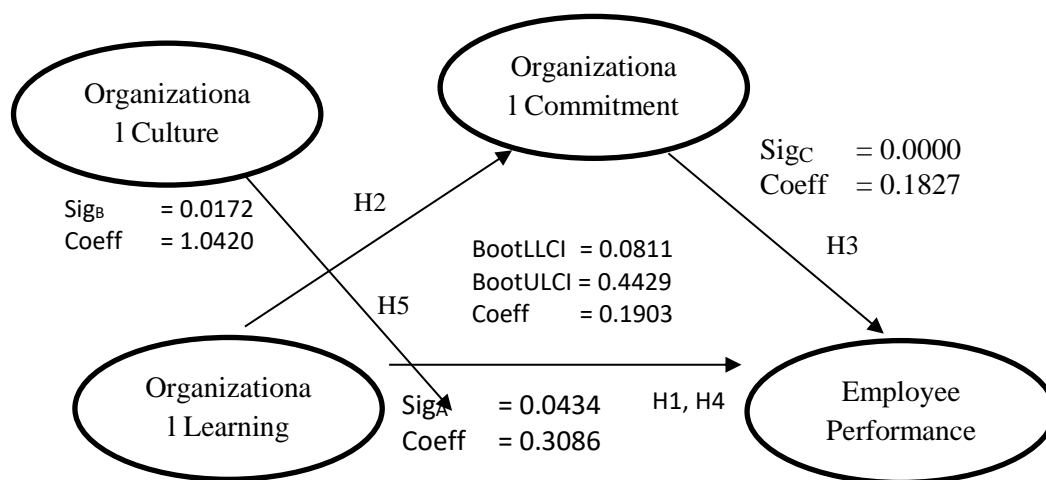 Organizationa
l Culture
Organizationa
l Commitment
SigC = 0.0000
Coeff = 0.1827
SigB = 0.0172
Coeff = 1.0420
H2
H3
BootLLCI = 0.0811
BootULCI = 0.4429
Coeff = 0.1903
H5
Organizationa
l Learning
SigA = 0.0434
Coeff = 0.3086
H1, H4
Employee
Performance